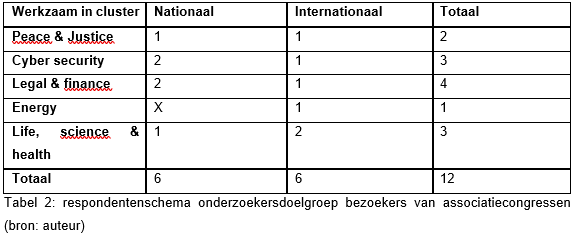 Werkzaam in cluster Nationaal Internationaal Totaal
Peace & Justice 1 1 2
Cyber security 2 1 3
Legal & finance 2 1 4
Energy X 1 1
Life, science &
health 1 2 3
Totaal 6 6 12
Tabel 2: respondentenschema onderzoekersdoelgroep bezoekers van associatiecongressen
(bron: auteur)